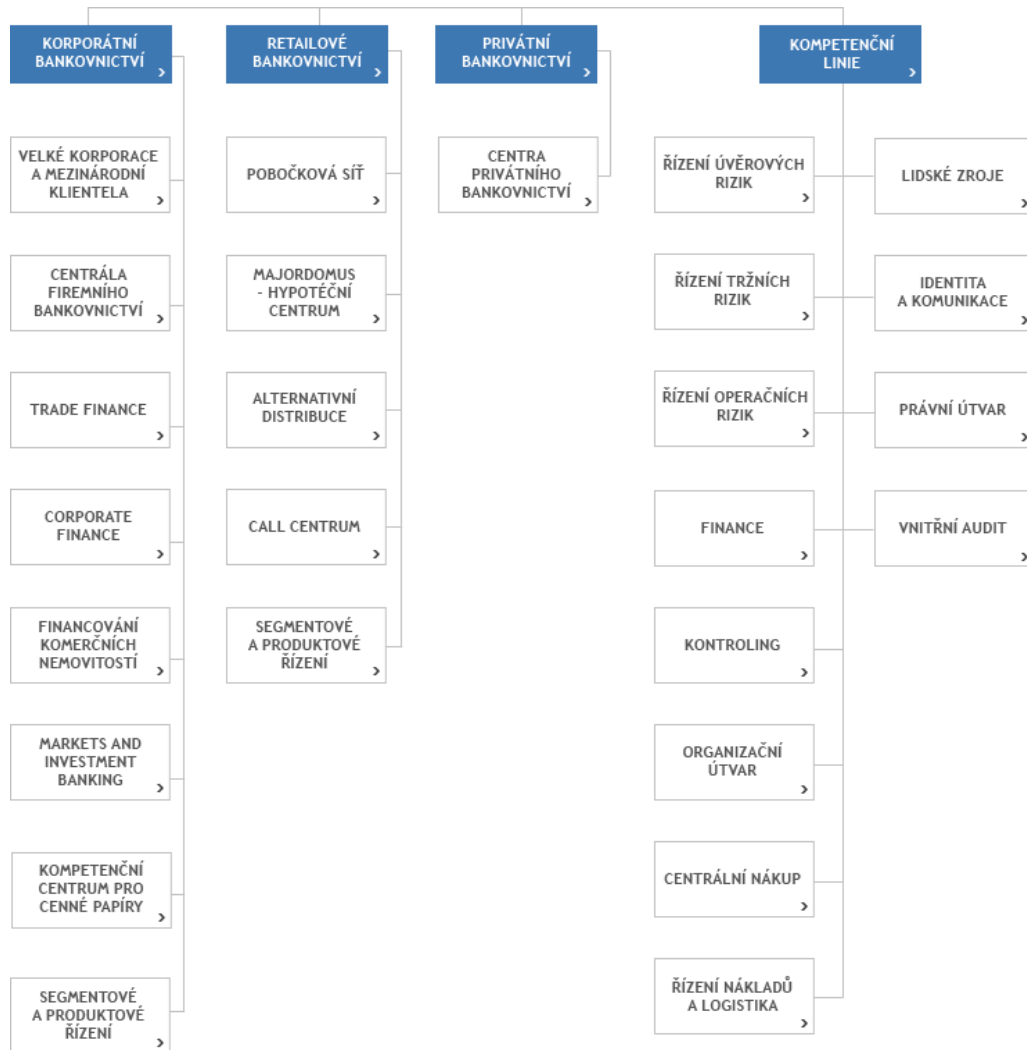 KORPORÁTNÍ
BANKOVNICTVÍ
RETAILOVÉ
BANKOVNICTVÍ
PRIVÁTNÍ
BANKOVNICTVÍ
KOMPETENČNÍ
LINIE
VELKÉ KORPORACE
A MEZINÁRODNÍ
KLIENTELA
CENTRÁLA
FIREMNÍHO
BANKOVNICTVÍ
TRADE FINANCE
CORPORATE
FINANCE
FINANCOVÁNÍ
KOMERČNÍCH
NEMOVITOSTÍ
MARKETS AND
INVESTMENT
BANKING
KOMPETENČNÍ
CENTRUM PRO
CENNÉ PAPÍRY
SEGMENTOVÉ
A PRODUKTOVÉ
ŘÍZENÍ
POBOČKOVÁ SÍŤ
MAJORDOMUS
- HYPOTÉČNÍ
CENTRUM
ALTERNATIVNÍ
DISTRIBUCE
CALL CENTRUM
SEGMENTOVÉ
A PRODUKTOVÉ
ŘÍZENÍ
CENTRA
PRIVÁTNÍHO
BANKOVNICTVÍ
ŘÍZENÍ ÚVĚROVÝCH
RIZIK
ŘÍZENÍ TRŽNÍCH
RIZIK
ŘÍZENÍ OPERAČNÍCH
RIZIK
FINANCE
KONTROLING
ORGANIZAČNÍ
ÚTVAR
CENTRÁLNÍ NÁKUP
ŘÍZENÍ NÁKLADŮ
A LOGISTIKA
LIDSKÉ ZROJE
IDENTITA
A KOMUNIKACE
PRÁVNÍ ÚTVAR
VNITŘNÍ AUDIT